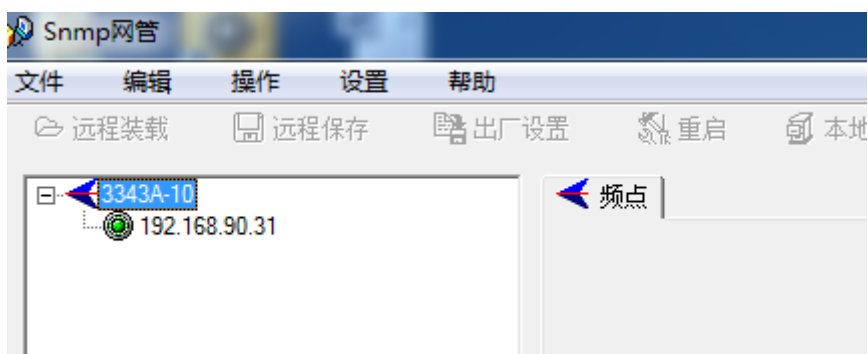 Snmp网管
文件 编辑 操作 设置 帮助
远程装载 远程保存 出厂设置 重启 本地
3343A-10
频点
192.168.90.31